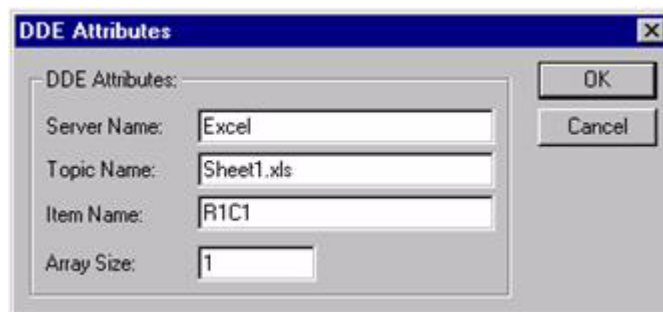 DDE Attributes
DDE Attributes:
OK
Server Name: Excel
Cancel
Topic Name: Sheet1.xls
Item Name: R1C1
Array Size: 1